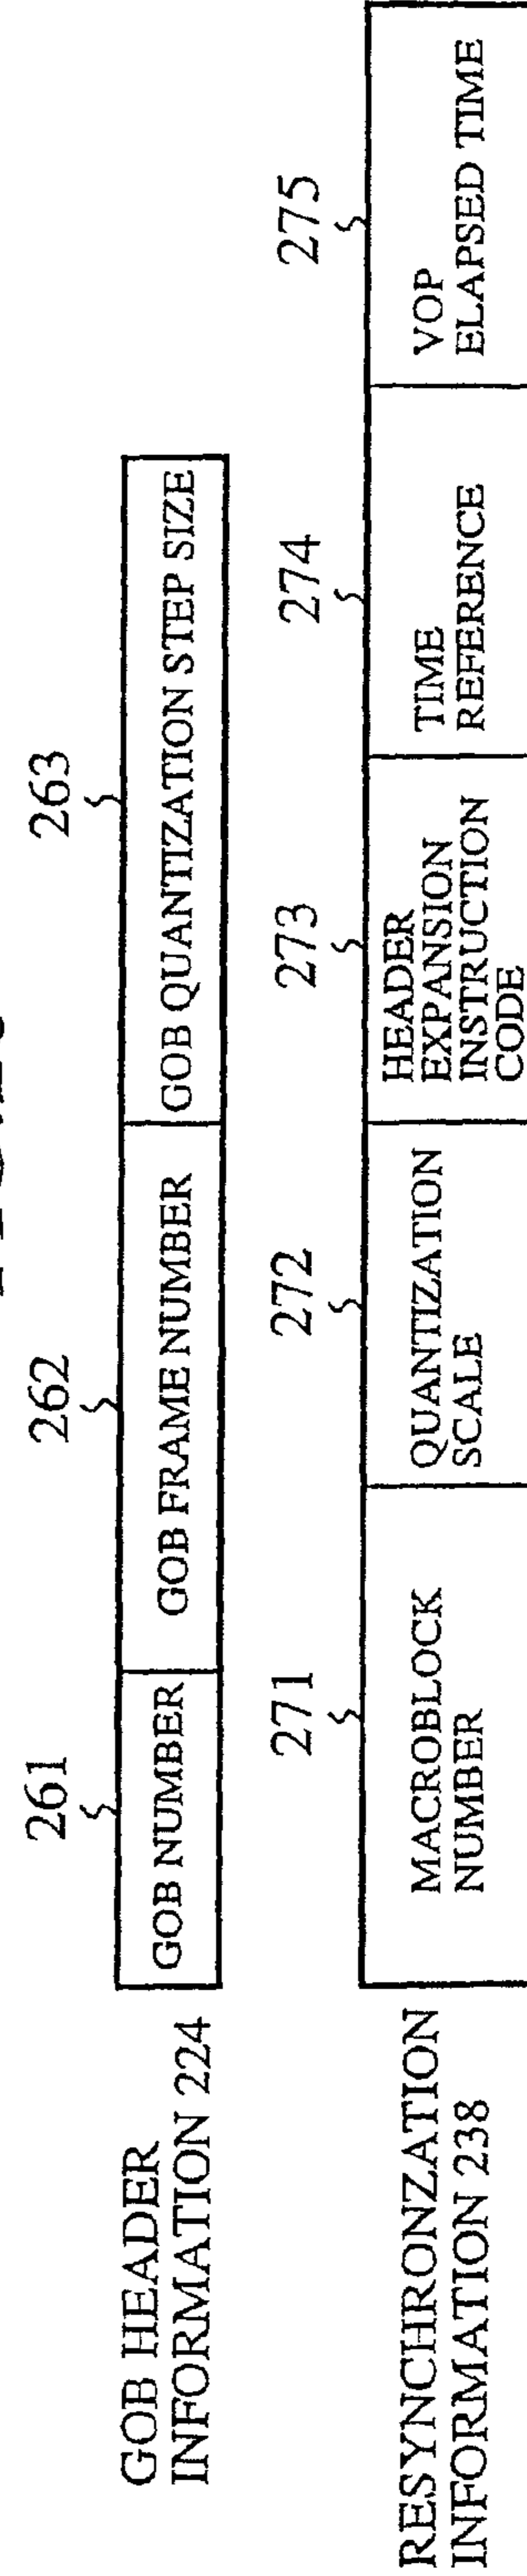 261
262
263
GOB HEADER
INFORMATION 224
GOB NUMBER
GOB FRAME NUMBER
GOB QUANTIZATION STEP SIZE
271
272
273
274
275
RESYNCHRONZATION
INFORMATION 238
MACROBLOCK
NUMBER
QUANTIZATION
SCALE
HEADER
EXPANSION
INSTRUCTION
CODE
TIME
REFERENCE
VOP
ELAPSED TIME